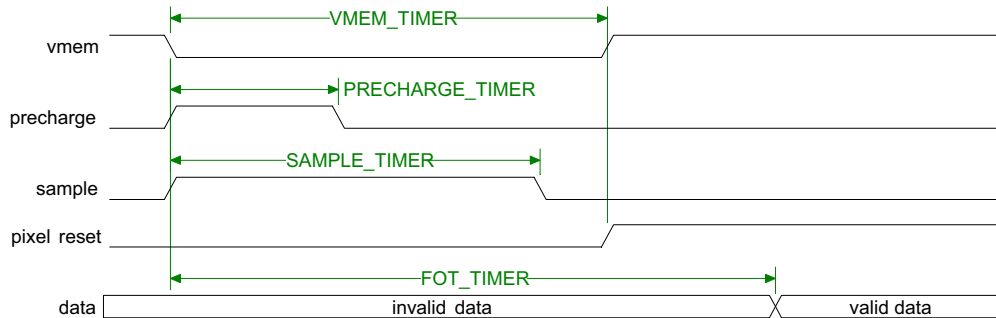 VMEM_TIMER
vmem
PRECHARGE_TIMER
precharge
SAMPLE_TIMER
sample
pixel reset
FOT_TIMER
data invalid data valid data